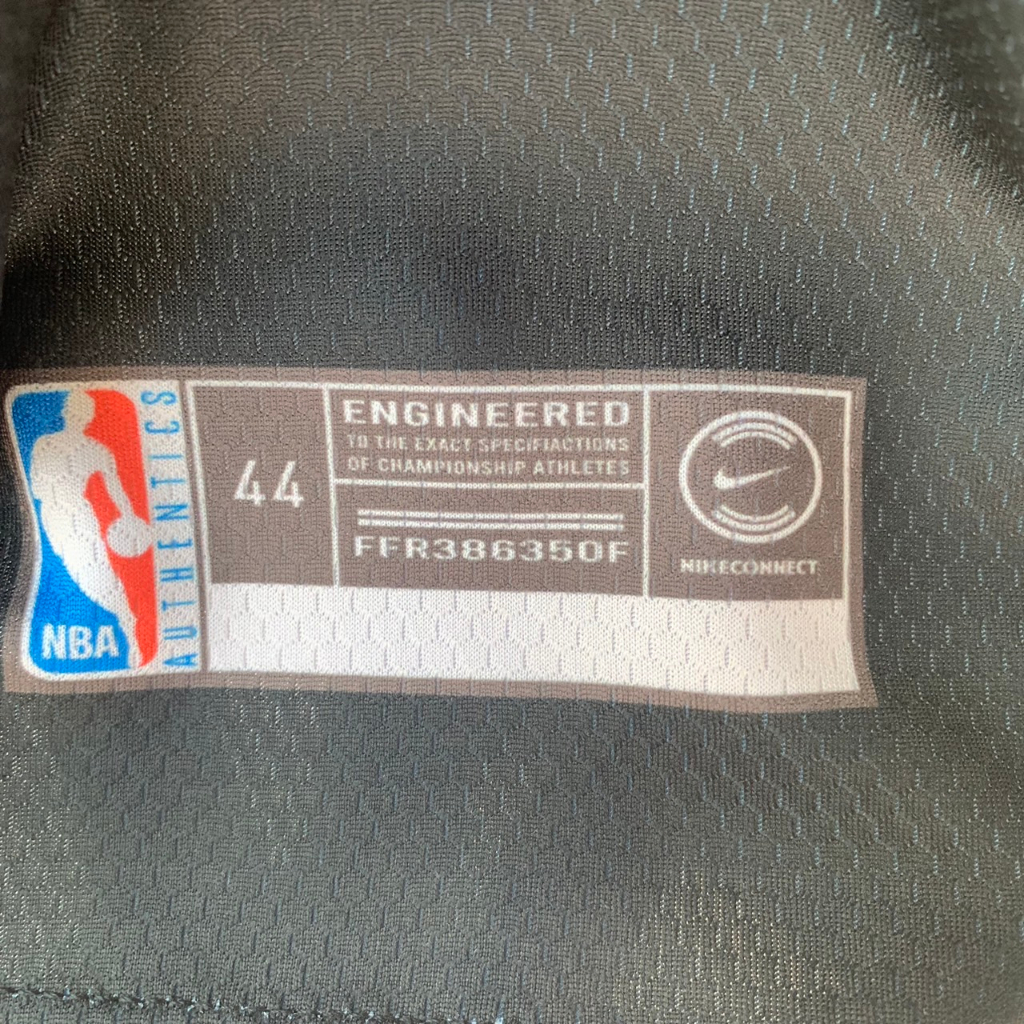 NBA
AUTHENTICS
44
ENGINEERED
TO THE EXACT SPECIFIACTIONS
OF CHAMPIONSHIP ATHLETES
FFR386350F
NIKECONNECT